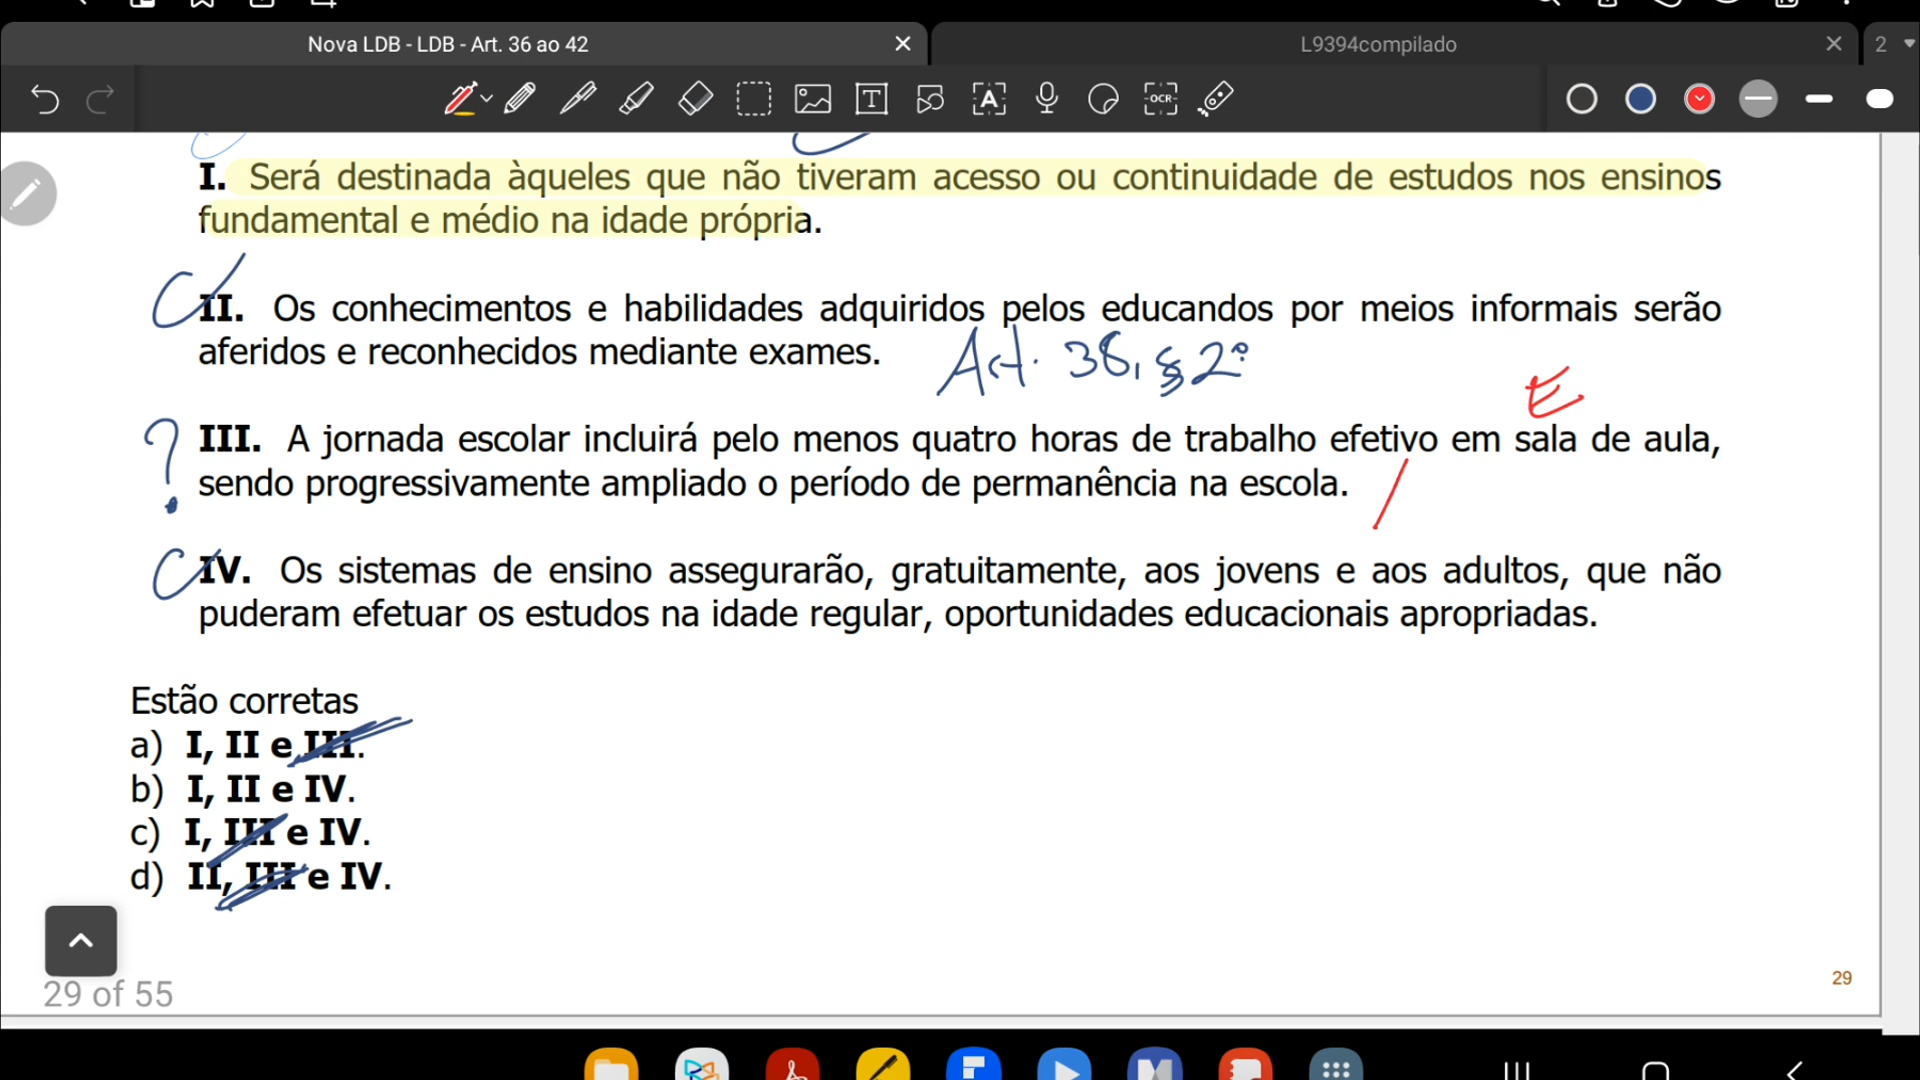 Nova LDB - LDB - Art. 36 ao 42
L9394compilado
2
I. Será destinada àqueles que não tiveram acesso ou continuidade de estudos nos ensinos
fundamental e médio na idade própria.
II. Os conhecimentos e habilidades adquiridos pelos educandos por meios informais serão
aferidos e reconhecidos mediante exames.
Art. 38, § 2º
E
III. A jornada escolar incluirá pelo menos quatro horas de trabalho efetivo em sala de aula,
sendo progressivamente ampliado o período de permanência na escola.
IV. Os sistemas de ensino assegurarão, gratuitamente, aos jovens e aos adultos, que não
puderam efetuar os estudos na idade regular, oportunidades educacionais apropriadas.
Estão corretas
a) I, II e III.
b) I, II e IV.
c) I, III e IV.
d) II, III e IV.
29 of 55
29